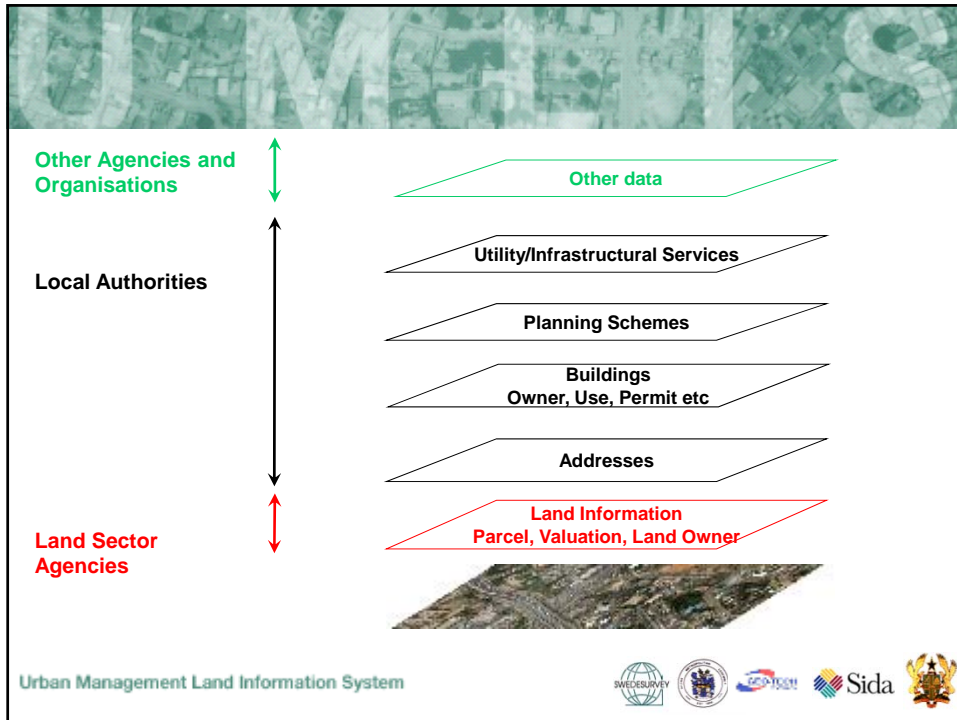 U M L I S
Other Agencies and
Organisations
Other data
Utility/Infrastructural Services
Local Authorities
Planning Schemes
Buildings
Owner, Use, Permit etc
Addresses
Land Information
Parcel, Valuation, Land Owner
Land Sector
Agencies
Urban Management Land Information System
SWEDESURVEY
Sida